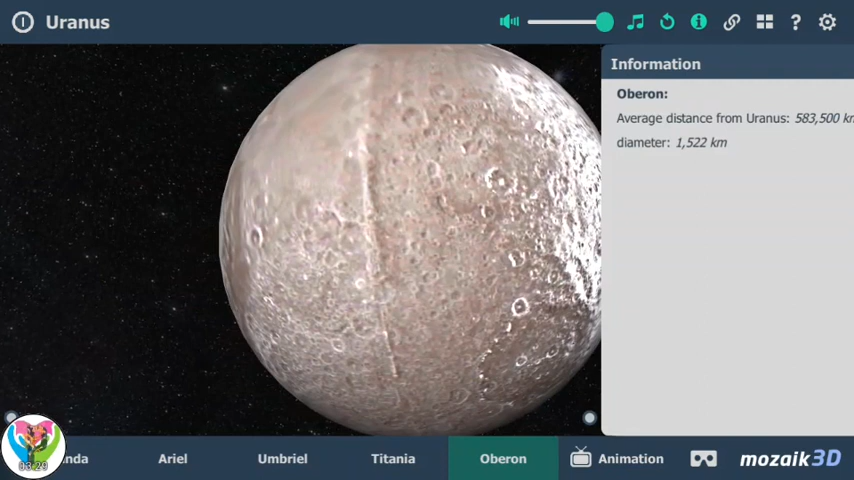 Uranus
Information
Oberon:
Average distance from Uranus: 583,500 km
diameter: 1,522 km
nda
Ariel
Umbriel
Titania
Oberon
Animation
mozaik3D
03:29